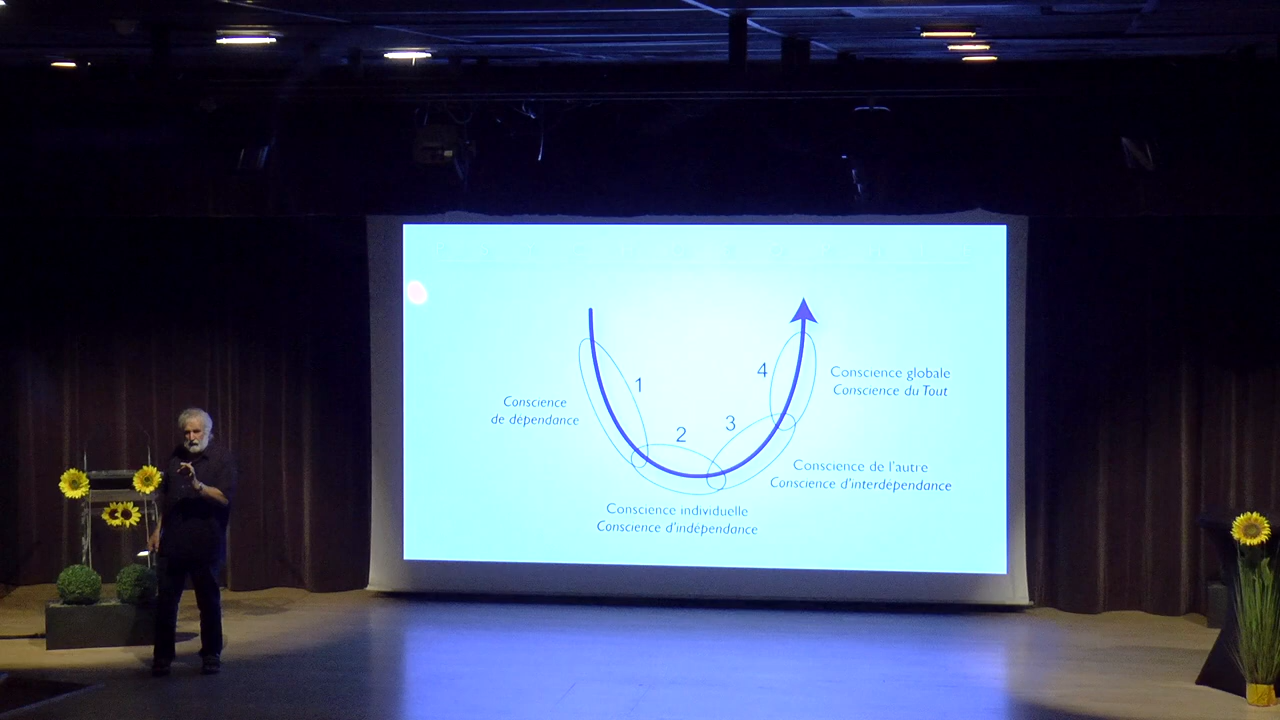 1
Conscience
de dépendance
2
Conscience individuelle
Conscience d'indépendance
3
Conscience de l'autre
Conscience d'interdépendance
4
Conscience globale
Conscience du Tout